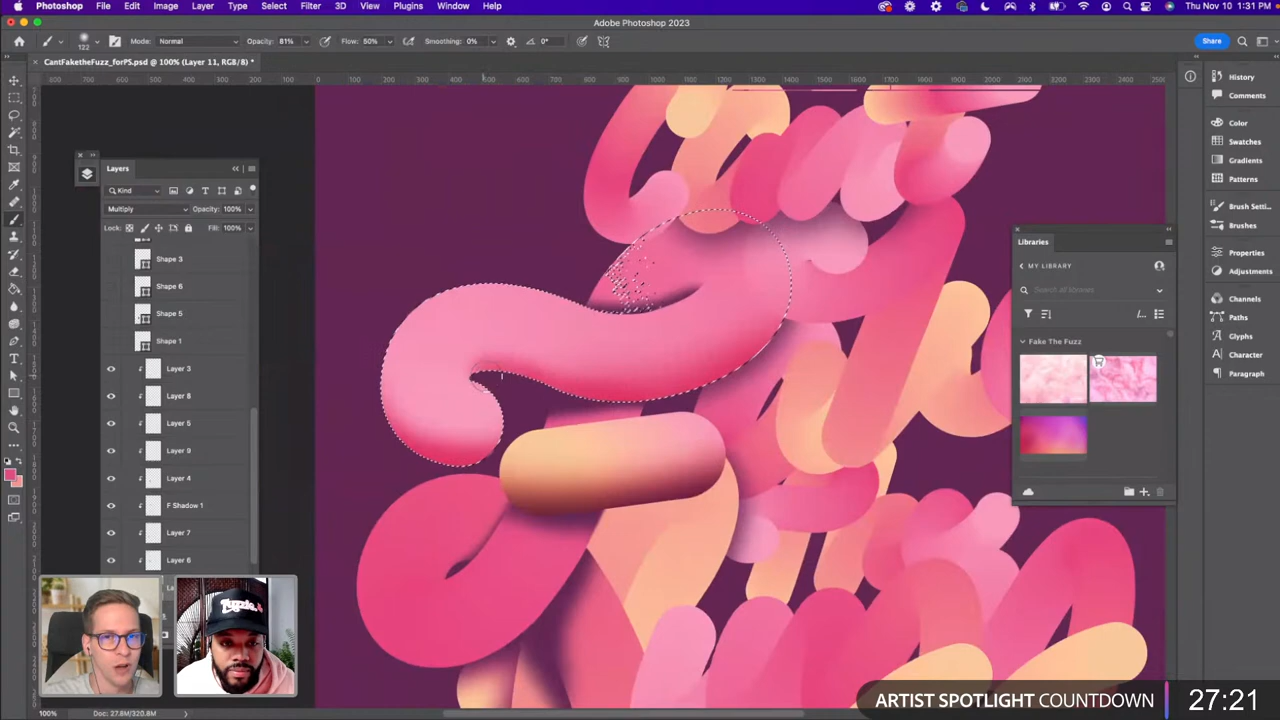 Photoshop File Edit Image Layer Type Select Filter 3D View Plugins Window Help Thu Nov 10 1:31 PM
Adobe Photoshop 2023
122 Mode: Normal Opacity: 81% Flow: 50% Smoothing: 0% 0° Share
CantFaketheFuzz_forPS.psd @ 100% (Layer 11, RGB/8) *
Layers
Kind
Multiply Opacity: 100%
Lock: Fill: 100%
Shape 3
Shape 6
Shape 5
Shape 1
Layer 3
Layer 8
Layer 5
Layer 9
Layer 4
F Shadow 1
Layer 7
Layer 6
History
Comments
Color
Swatches
Gradients
Patterns
Brush Setti...
Brushes
Properties
Adjustments
Channels
Paths
Glyphs
Character
Paragraph
Libraries
MY LIBRARY
Search all libraries
Fake The Fuzz
ARTIST SPOTLIGHT COUNTDOWN 27:21
100% Doc: 27.8M/320.8M